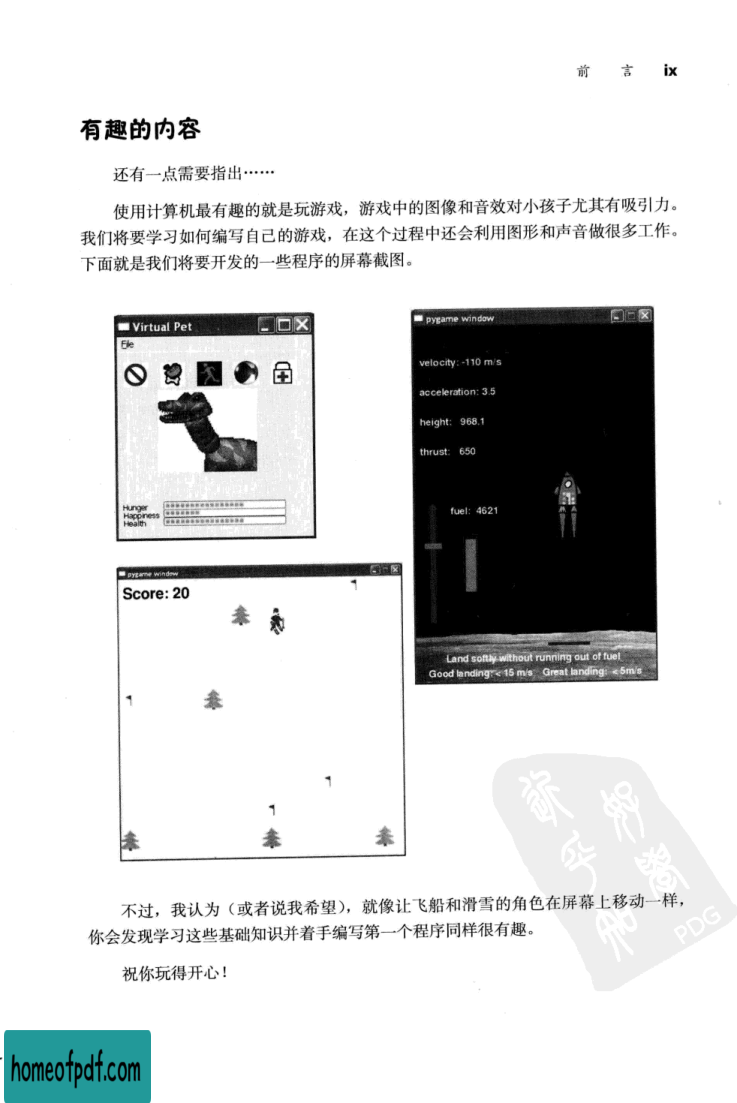 前 言 ix
有趣的内容
还有一点需要指出……
使用计算机最有趣的就是玩游戏，游戏中的图像和音效对小孩子尤其有吸引力。
我们将要学习如何编写自己的游戏，在这个过程中还会利用图形和声音做很多工作。
下面就是我们将要开发的一些程序的屏幕截图。
Virtual Pet
File
Hunger
Happiness
Health
pygame window
velocity: -110 m/s
acceleration: 3.5
height: 968.1
thrust: 650
fuel: 4621
Land softly without running out of fuel
Good landing: < 15 m/s Great landing: < 5m/s
pygame window
Score: 20
不过，我认为（或者说我希望），就像让飞船和滑雪的角色在屏幕上移动一样，
你会发现学习这些基础知识并着手编写第一个程序同样很有趣。
祝你玩得开心！
PDG
homeofpdf.com